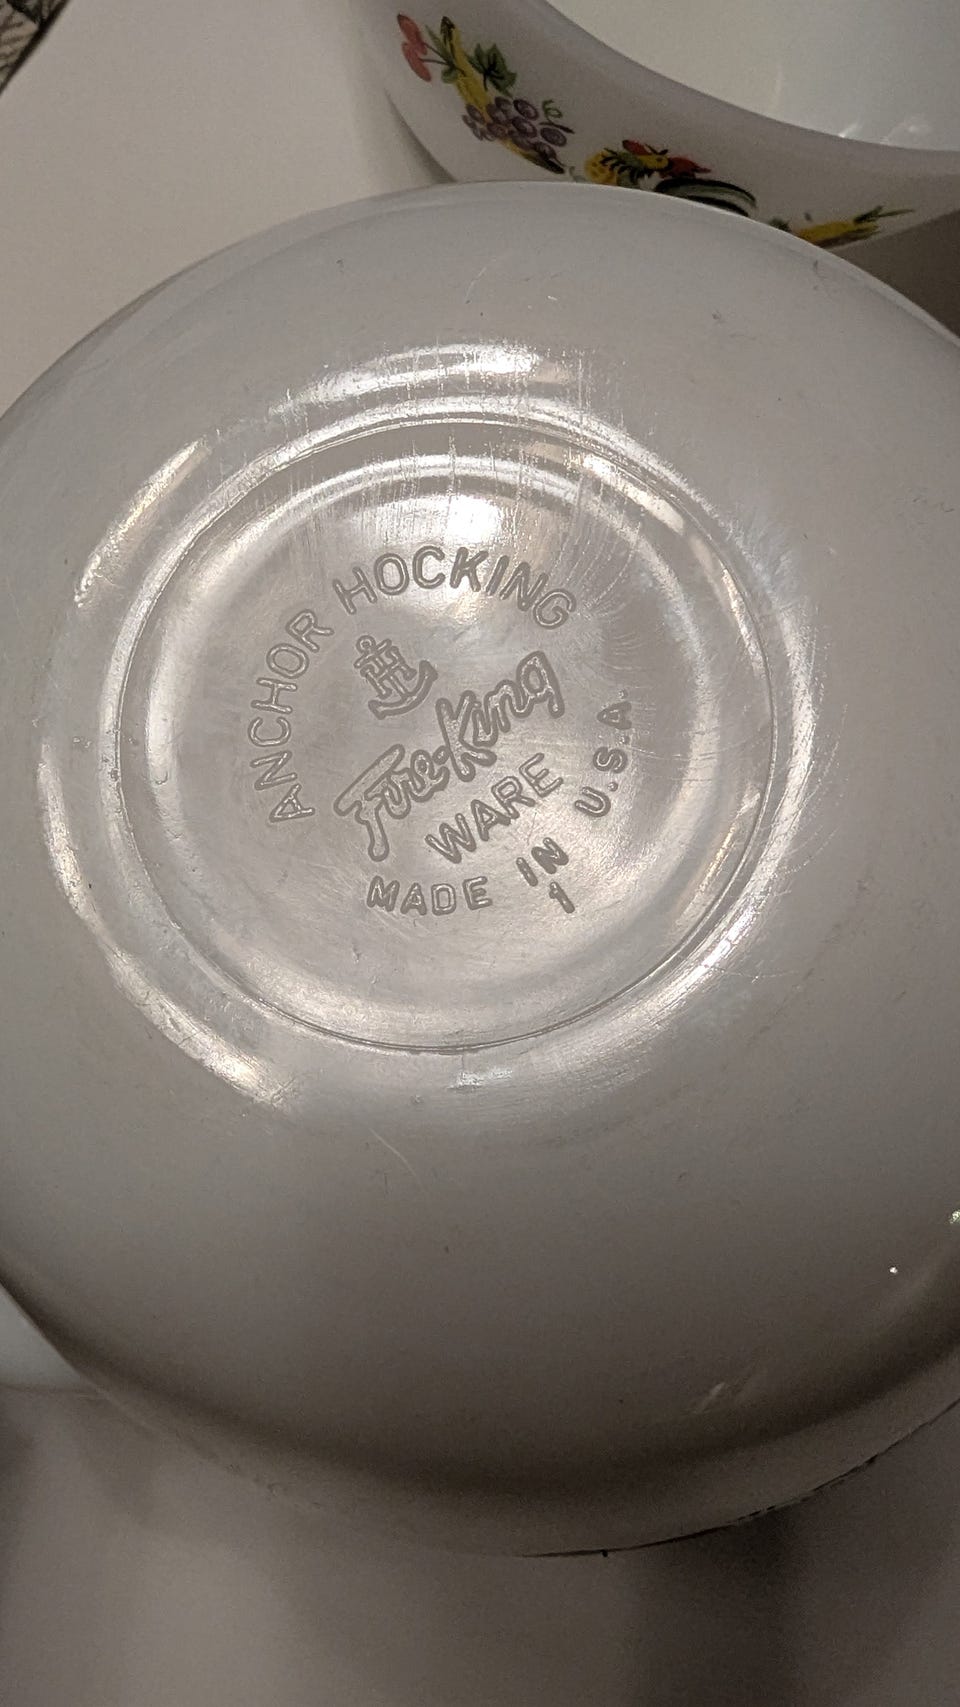 ANCHOR HOCKING
Fire-King
WARE
MADE IN U.S.A.
1